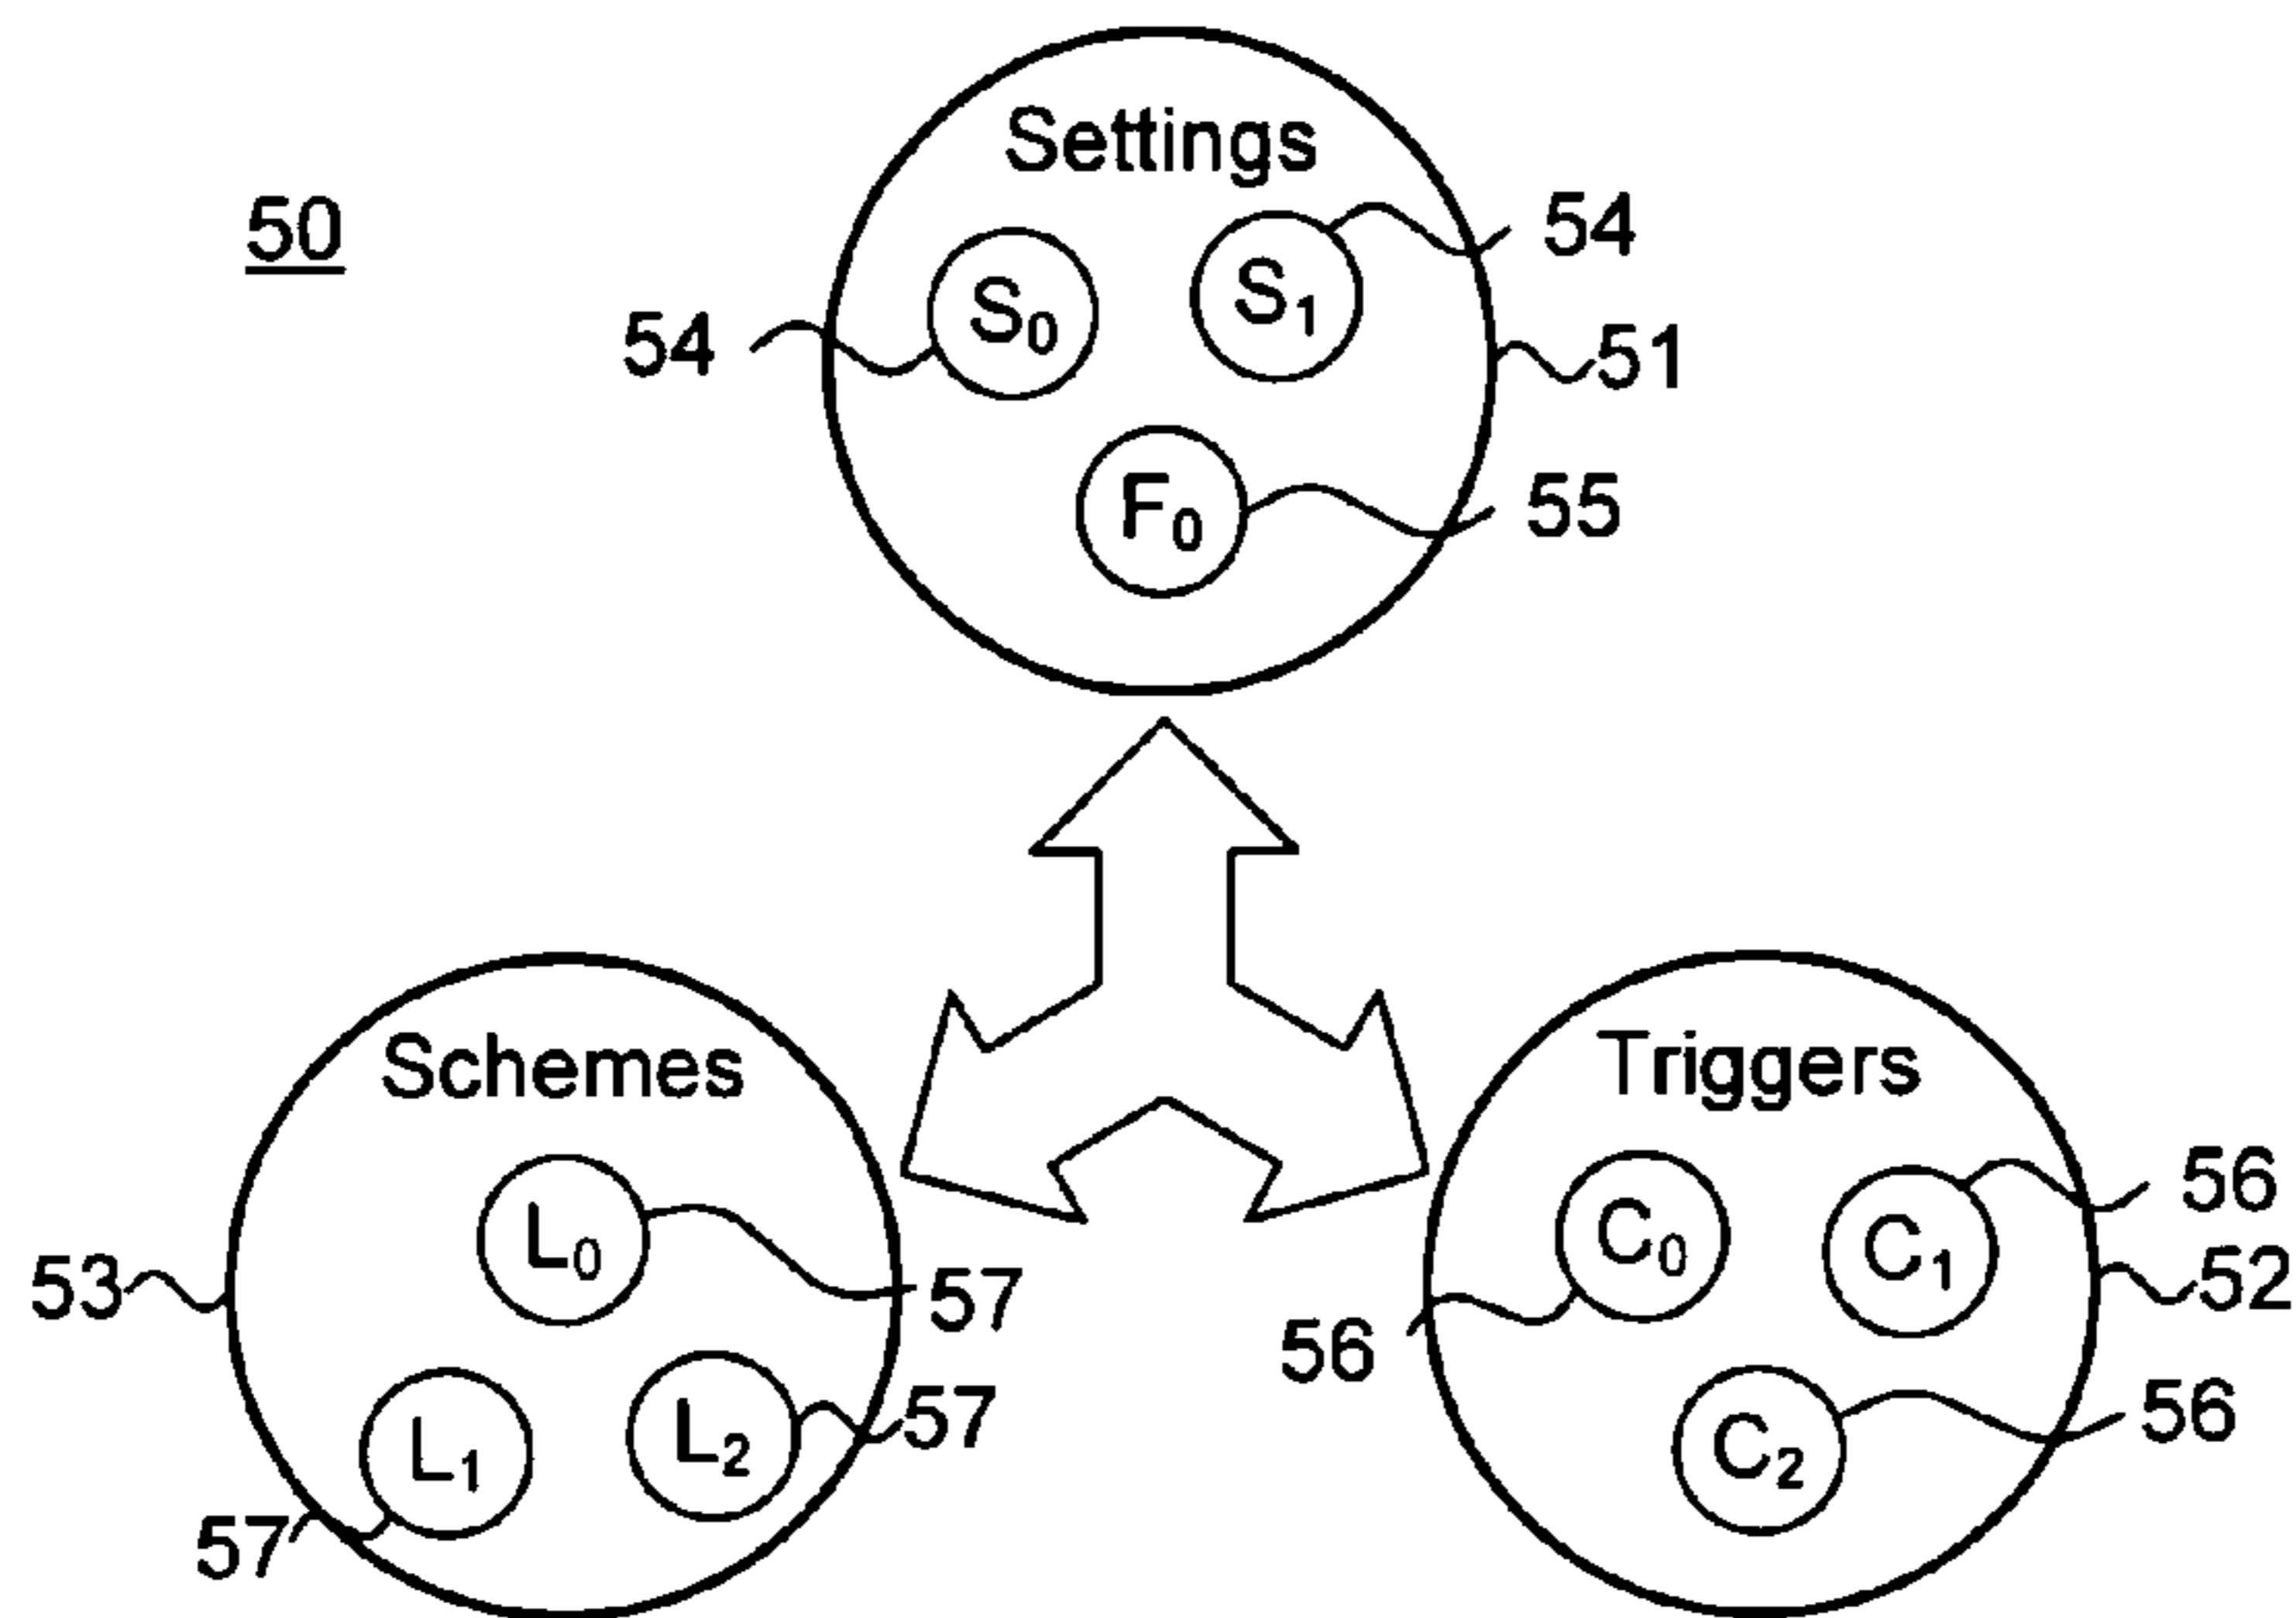 Settings
50
54
S₁
S₀
54
51
F₀
55
Schemes
Triggers
L₀
C₀
C₁
56
53
57
52
56
L₁
L₂
57
C₂
56
57